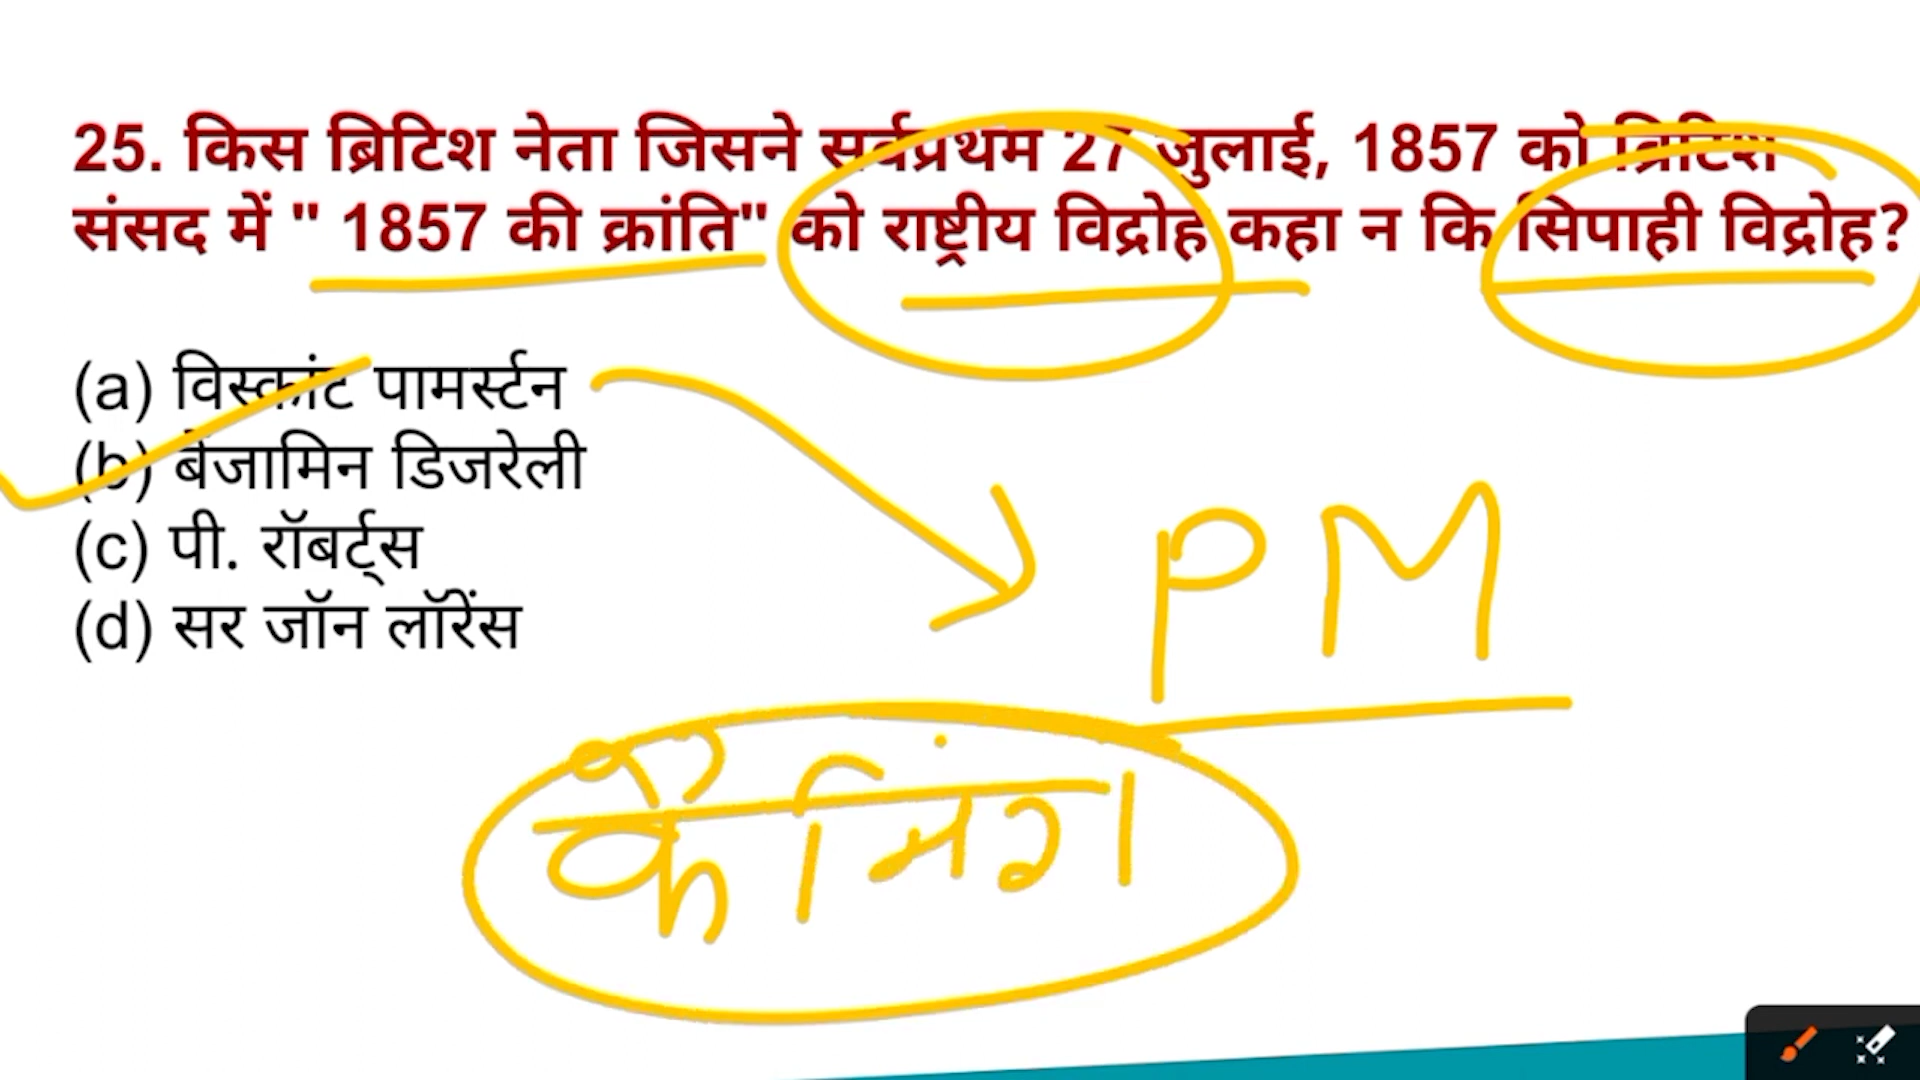 25. किस ब्रिटिश नेता जिसने सर्वप्रथम 27 जुलाई, 1857 को ब्रिटिश
संसद में " 1857 की क्रांति" को राष्ट्रीय विद्रोह कहा न कि सिपाही विद्रोह?
(a) विस्कांट पामर्स्टन
(b) बेंजामिन डिजरेली
(c) पी. रॉबर्ट्स
(d) सर जॉन लॉरेंस
PM
कैनिंग